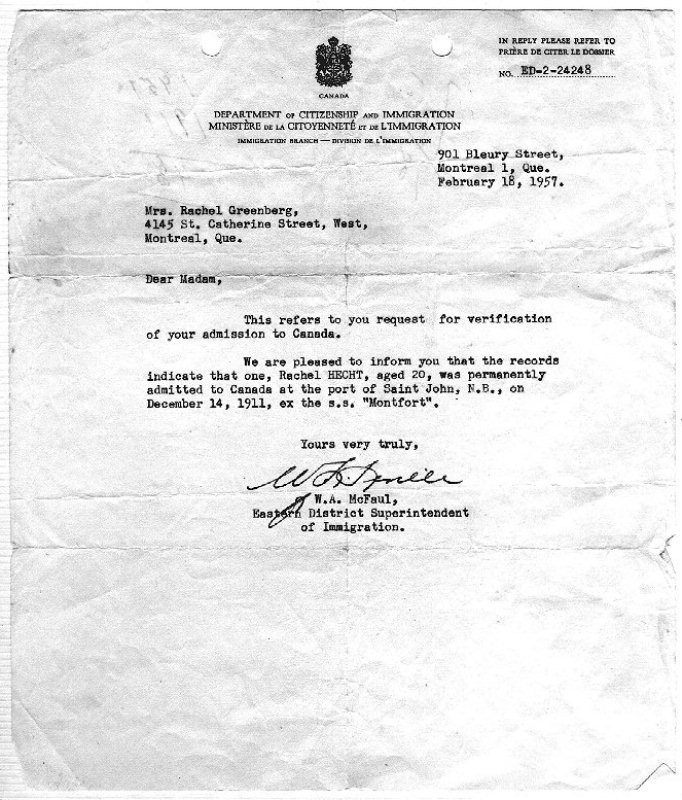 IN REPLY PLEASE REFER TO
PRIÈRE DE CITER LE DOSSIER
NO. ED-2-24248
CANADA
DEPARTMENT OF CITIZENSHIP AND IMMIGRATION
MINISTÈRE DE LA CITOYENNETÉ ET DE L'IMMIGRATION
IMMIGRATION BRANCH — DIVISION DE L'IMMIGRATION
901 Bleury Street,
Montreal 1, Que.
February 18, 1957.
Mrs. Rachel Greenberg,
4145 St. Catherine Street, West,
Montreal, Que.
Dear Madam,
This refers to you request for verification
of your admission to Canada.
We are pleased to inform you that the records
indicate that one, Rachel HECHT, aged 20, was permanently
admitted to Canada at the port of Saint John, N.B., on
December 14, 1911, ex the s.s. "Montfort".
Yours very truly,
W.A. McFaul,
Eastern District Superintendent
of Immigration.